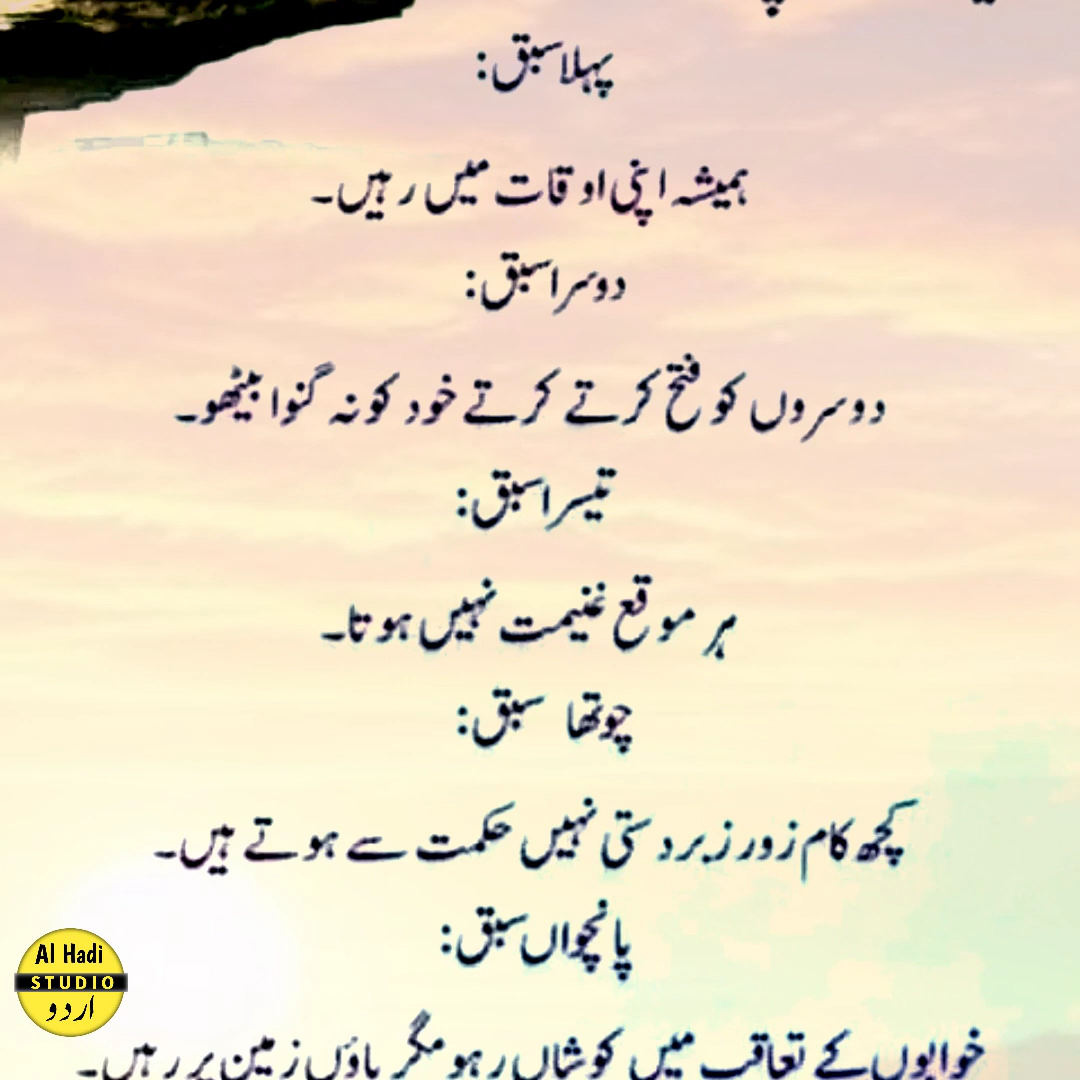 پہلا سبق:
ہمیشہ اپنی اوقات میں رہیں۔
دوسرا سبق:
دوسروں کو فتح کرتے کرتے خود کو نہ گنوا بیٹھو۔
تیسرا سبق:
ہر موقع غنیمت نہیں ہوتا۔
چوتھا سبق:
کچھ کام زور زبردستی نہیں حکمت سے ہوتے ہیں۔
پانچواں سبق:
خوابوں کے تعاقب میں کوشاں رہو مگر پاؤں زمین پر رہیں۔
Al Hadi
STUDIO
اردو